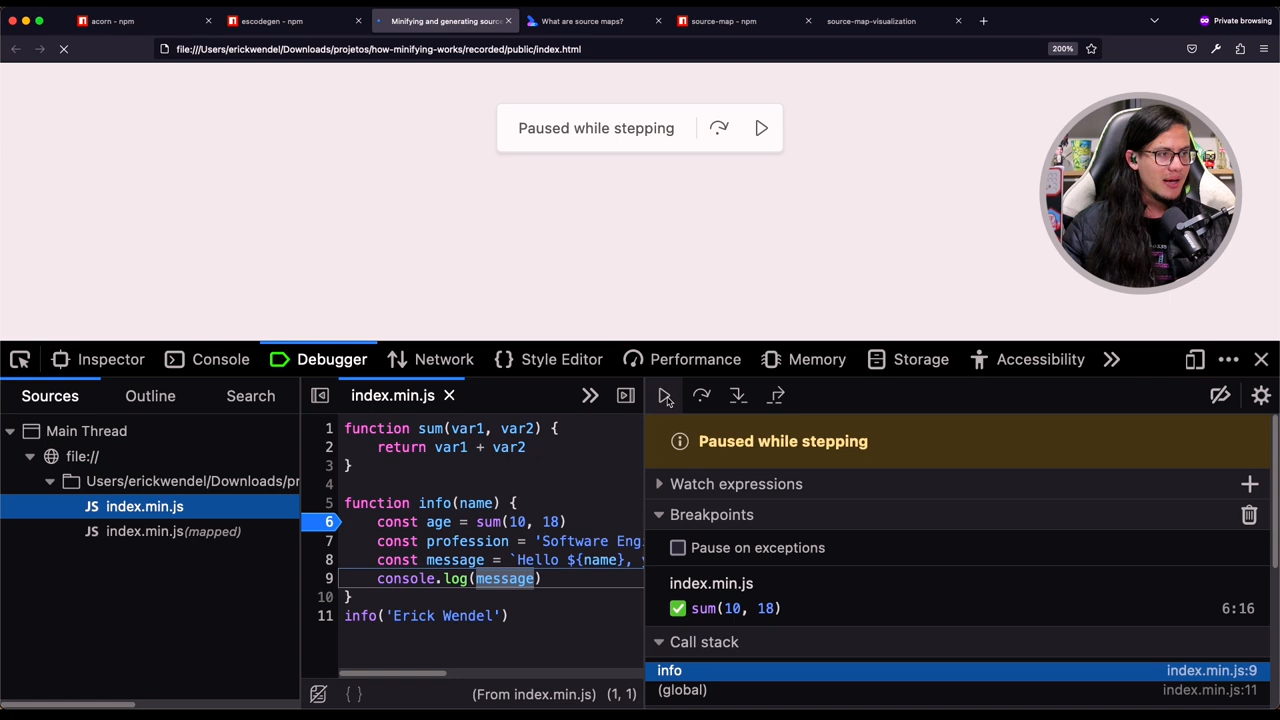 acorn - npm
escodegen - npm
Minifying and generating source
What are source maps?
source-map - npm
source-map-visualization
Private browsing
file:///Users/erickwendel/Downloads/projetos/how-minifying-works/recorded/public/index.html
200%
Paused while stepping
Inspector
Console
Debugger
Network
Style Editor
Performance
Memory
Storage
Accessibility
Sources
Outline
Search
Main Thread
file://
Users/erickwendel/Downloads/pr
JS index.min.js
JS index.min.js(mapped)
index.min.js
1 function sum(var1, var2) {
2 return var1 + var2
3 }
4
5 function info(name) {
6 const age = sum(10, 18)
7 const profession = 'Software Eng
8 const message = `Hello ${name},
9 console.log(message)
10 }
11 info('Erick Wendel')
{ }
(From index.min.js) (1, 1)
Paused while stepping
Watch expressions
Breakpoints
Pause on exceptions
index.min.js
sum(10, 18) 6:16
Call stack
info index.min.js:9
(global) index.min.js:11